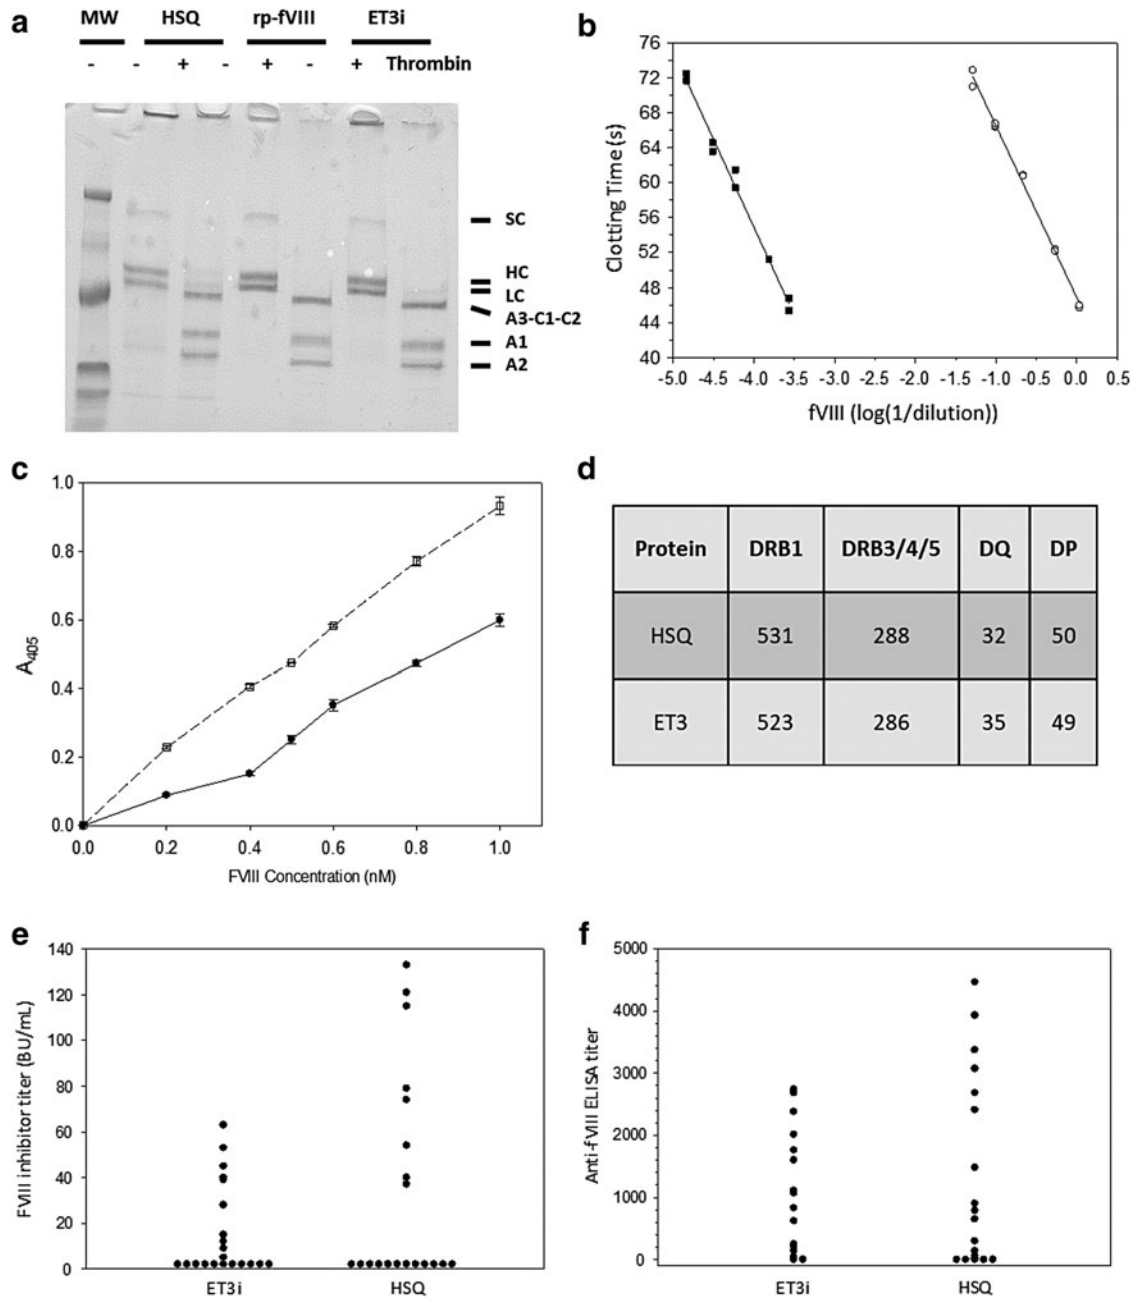 a
MW HSQ rp-fVIII ET3i
- - + - + - + Thrombin
SC
HC
LC
A3-C1-C2
A1
A2
b
Clotting Time (s)
76
72
68
64
60
56
52
48
44
40
-5.0 -4.5 -4.0 -3.5 -3.0 -2.5 -2.0 -1.5 -1.0 -0.5 0.0 0.5
fVIII (log(1/dilution))
c
A405
1.0
0.8
0.6
0.4
0.2
0.0
0.0 0.2 0.4 0.6 0.8 1.0
FVIII Concentration (nM)
d
Protein DRB1 DRB3/4/5 DQ DP
HSQ 531 288 32 50
ET3 523 286 35 49
e
FVIII inhibitor titer (BU/mL)
140
120
100
80
60
40
20
0
ET3i HSQ
f
Anti-fVIII ELISA titer
5000
4000
3000
2000
1000
0
ET3i HSQ